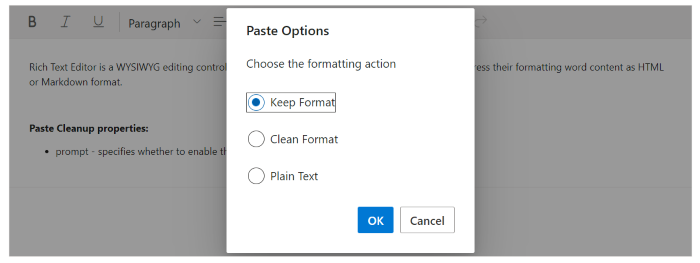 B I U Paragraph
Paste Options
Choose the formatting action
Keep Format
Clean Format
Plain Text
OK Cancel
Rich Text Editor is a WYSIWYG editing control ress their formatting word content as HTML
or Markdown format.
Paste Cleanup properties:
• prompt - specifies whether to enable th